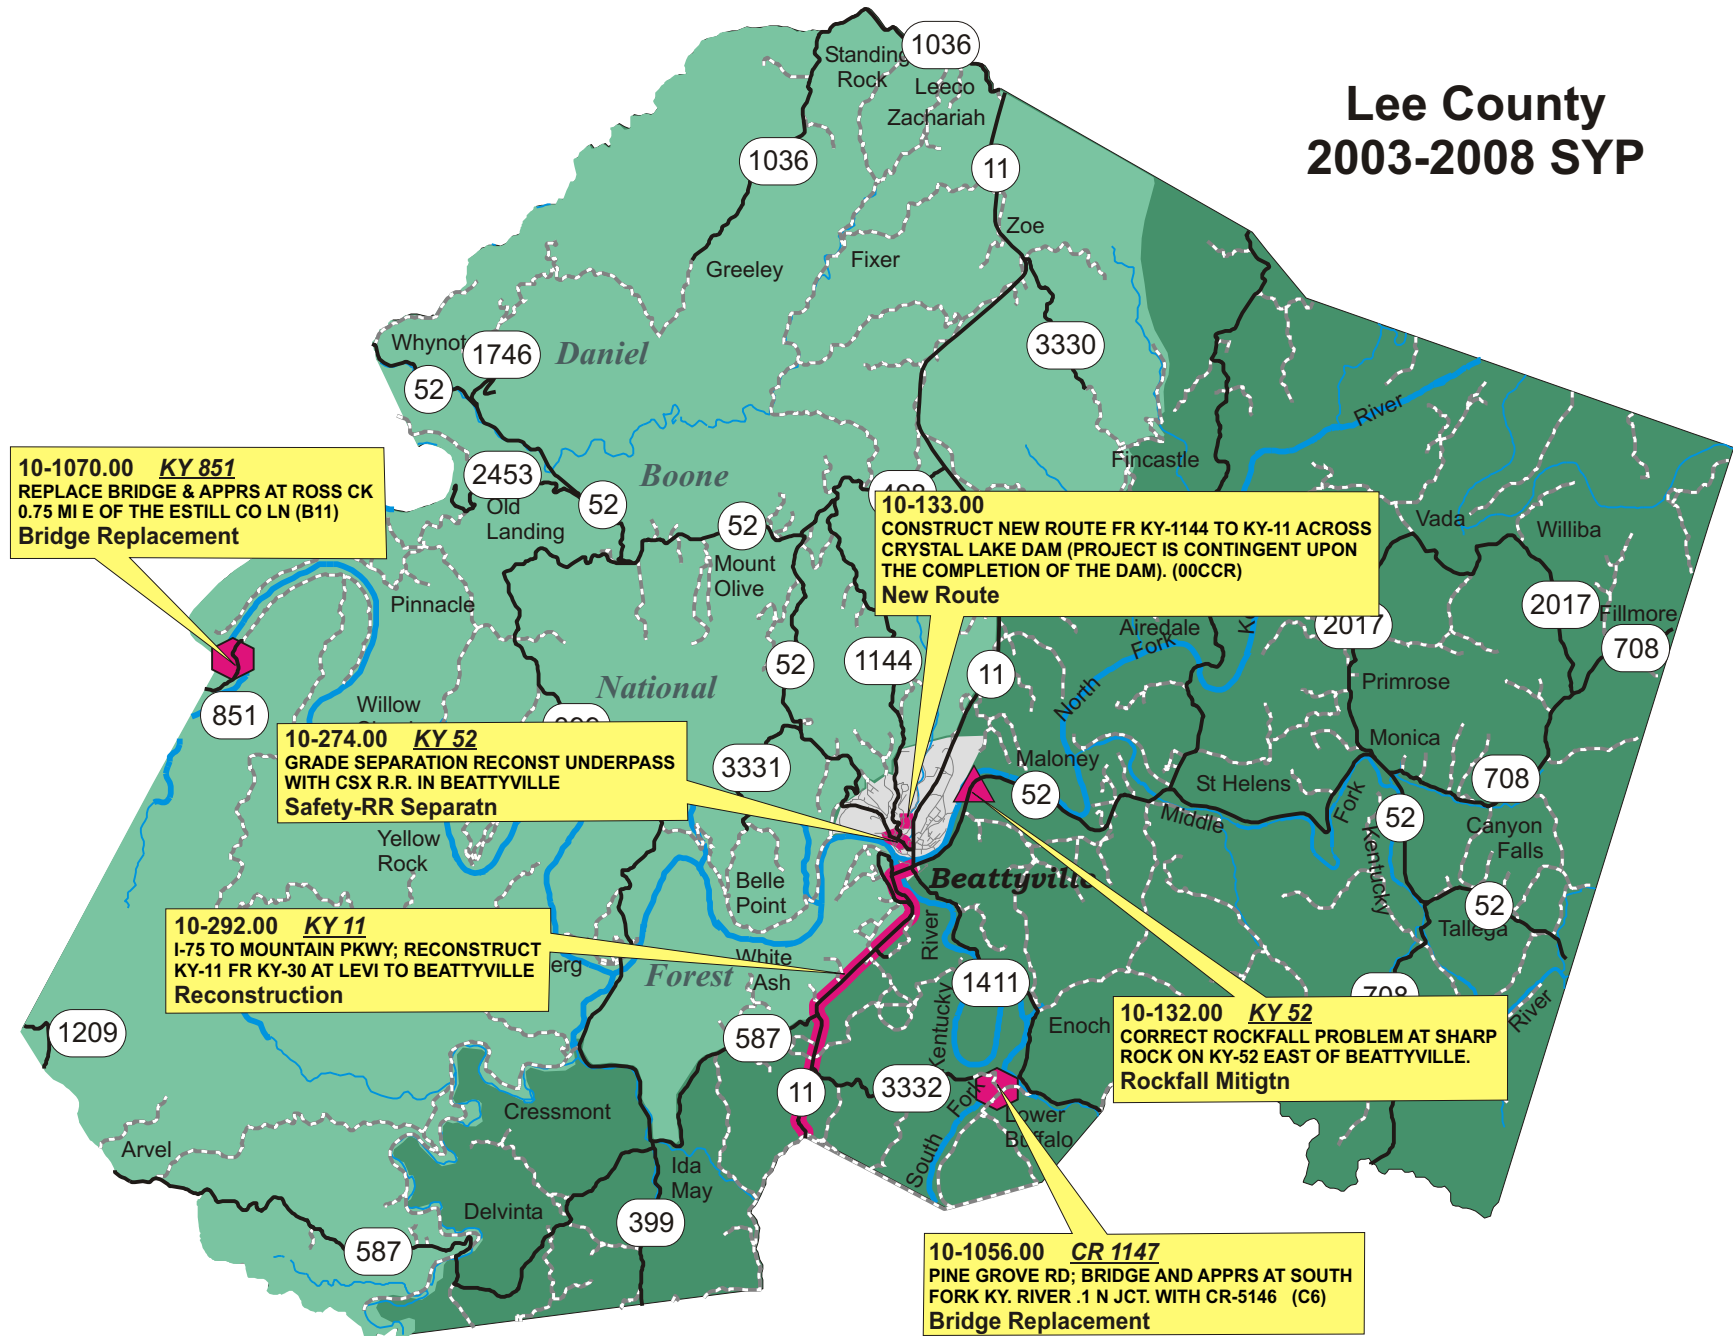 Lee County
2003-2008 SYP
1036
Standing
Rock
Leeco
Zachariah
1036
11
Zoe
Greeley
Fixer
Whynot
1746
Daniel
3330
52
River
Fincastle
2453
Boone
Old
Landing
52
52
Mount
Olive
Vada
Williba
10-1070.00 KY 851
REPLACE BRIDGE & APPRS AT ROSS CK
0.75 MI E OF THE ESTILL CO LN (B11)
Bridge Replacement
10-133.00
CONSTRUCT NEW ROUTE FR KY-1144 TO KY-11 ACROSS
CRYSTAL LAKE DAM (PROJECT IS CONTINGENT UPON
THE COMPLETION OF THE DAM). (00CCR)
New Route
Pinnacle
2017
Fillmore
2017
708
Airedale
Fork
52
1144
11
National
North
Primrose
851
Willow
Monica
10-274.00 KY 52
GRADE SEPARATION RECONST UNDERPASS
WITH CSX R.R. IN BEATTYVILLE
Safety-RR Separatn
3331
Maloney
52
St Helens
708
Middle
Fork
52
Canyon
Falls
Kentucky
Yellow
Rock
Belle
Point
Beattyville
52
Tallega
10-292.00 KY 11
I-75 TO MOUNTAIN PKWY; RECONSTRUCT
KY-11 FR KY-30 AT LEVI TO BEATTYVILLE
Reconstruction
erg
Forest
White
Ash
River
1411
Kentucky
Enoch
708
River
10-132.00 KY 52
CORRECT ROCKFALL PROBLEM AT SHARP
ROCK ON KY-52 EAST OF BEATTYVILLE.
Rockfall Mitigtn
1209
587
11
3332
Fork
South
Lower
Buffalo
Cressmont
Arvel
Ida
May
Delvinta
399
587
10-1056.00 CR 1147
PINE GROVE RD; BRIDGE AND APPRS AT SOUTH
FORK KY. RIVER .1 N JCT. WITH CR-5146 (C6)
Bridge Replacement